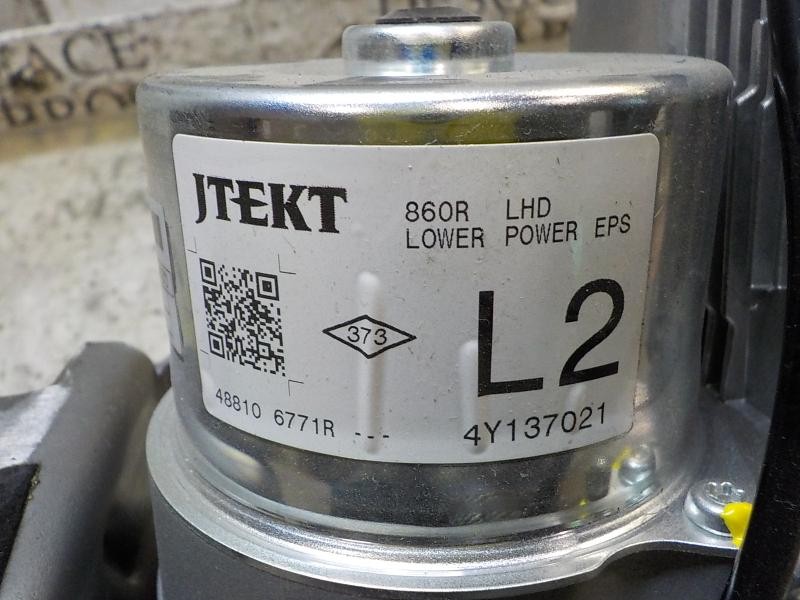 JTEKT
860R LHD
LOWER POWER EPS
373
L2
48810 6771R ---
4Y137021